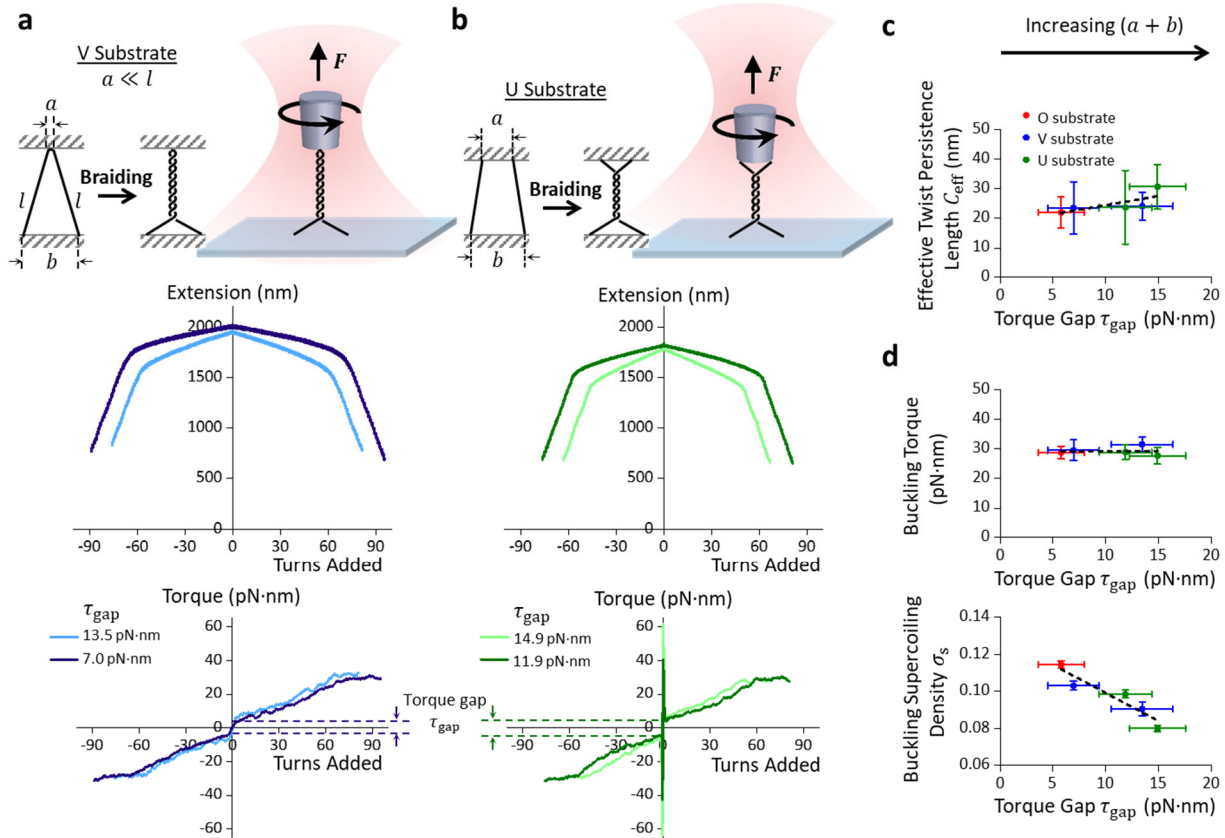 a
V Substrate
a ≪ l
a
l
l
b
Braiding
F
b
U Substrate
a
b
Braiding
F
Extension (nm)
2000
1500
1000
500
0
-90
-60
-30
0
30
60
90
Turns Added
Extension (nm)
2000
1500
1000
500
0
-90
-60
-30
0
30
60
90
Turns Added
Torque (pN·nm)
τgap
13.5 pN·nm
7.0 pN·nm
60
40
20
0
-20
-40
-60
-90
-60
-30
30
60
90
Turns Added
Torque gap
τgap
Torque (pN·nm)
τgap
14.9 pN·nm
11.9 pN·nm
60
40
20
0
-20
-40
-60
-90
-60
-30
30
60
90
Turns Added
c
Increasing (a + b)
Effective Twist Persistence
Length Ceff (nm)
O substrate
V substrate
U substrate
50
40
30
20
10
0
0
5
10
15
20
Torque Gap τgap (pN·nm)
d
Buckling Torque
(pN·nm)
50
40
30
20
10
0
0
5
10
15
20
Torque Gap τgap (pN·nm)
Buckling Supercoiling
Density σs
0.14
0.12
0.10
0.08
0.06
0
5
10
15
20
Torque Gap τgap (pN·nm)